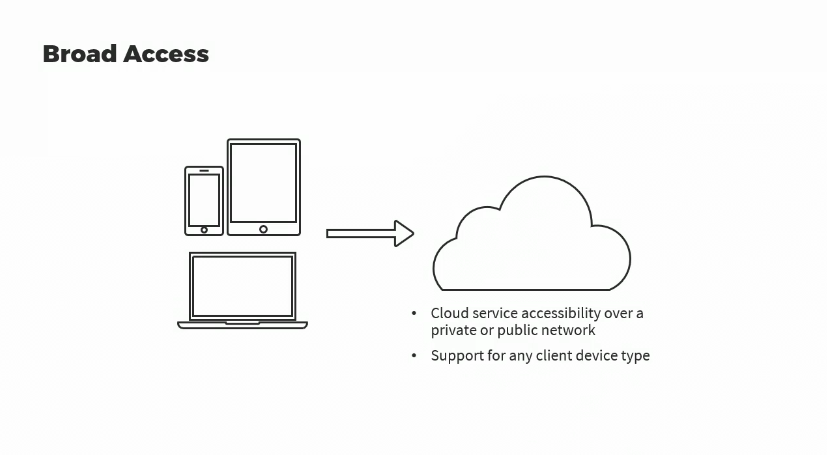 Broad Access
• Cloud service accessibility over a
private or public network
• Support for any client device type